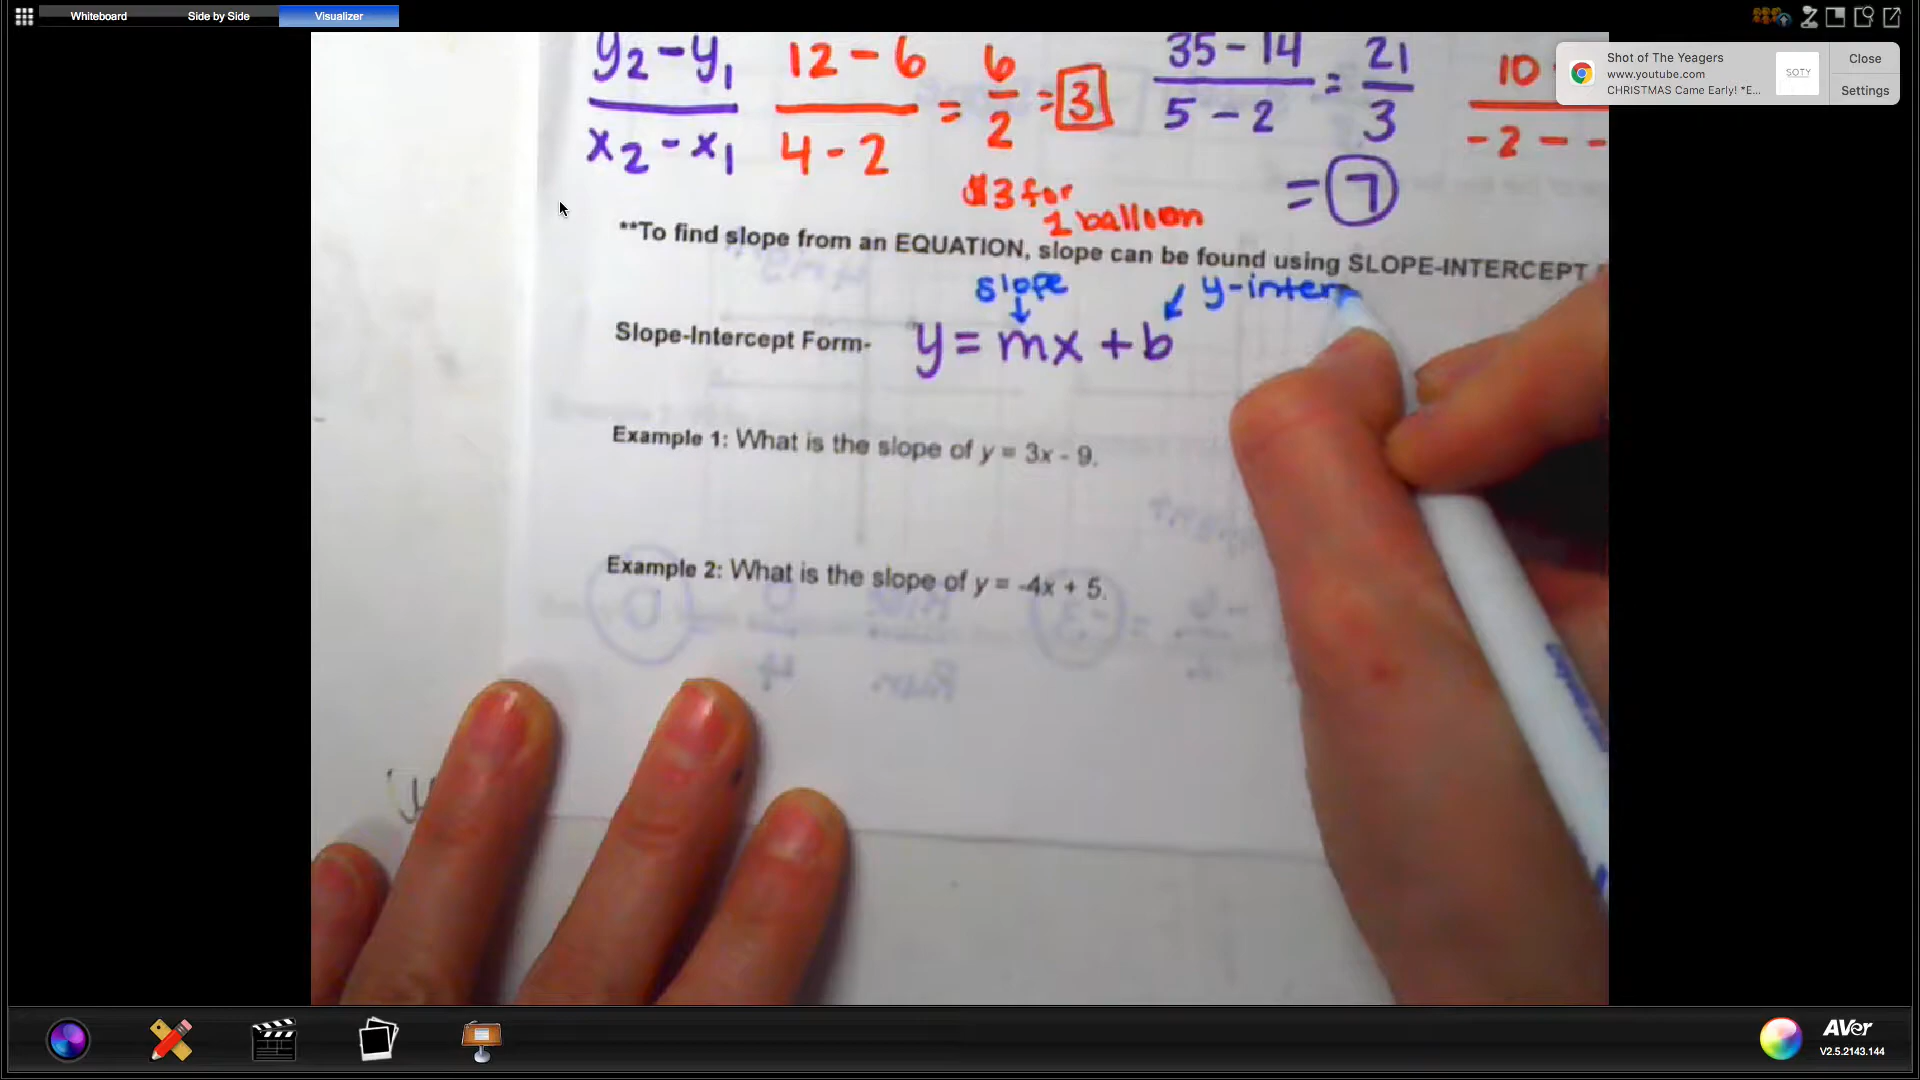 Whiteboard Side by Side Visualizer
Shot of The Yeagers
www.youtube.com
CHRISTMAS Came Early! *E...
SOTY
Close
Settings
y2-y1 12-6 6 =3 35-14 = 21 10
x2-x1 4-2 = 2 5-2 3 -2 - -
$3 for = 7
1 balloon
**To find slope from an EQUATION, slope can be found using SLOPE-INTERCEPT
slope y-inter
Slope-Intercept Form- y = mx + b
Example 1: What is the slope of y = 3x - 9.
Example 2: What is the slope of y = -4x + 5.
AVer
V2.5.2143.144